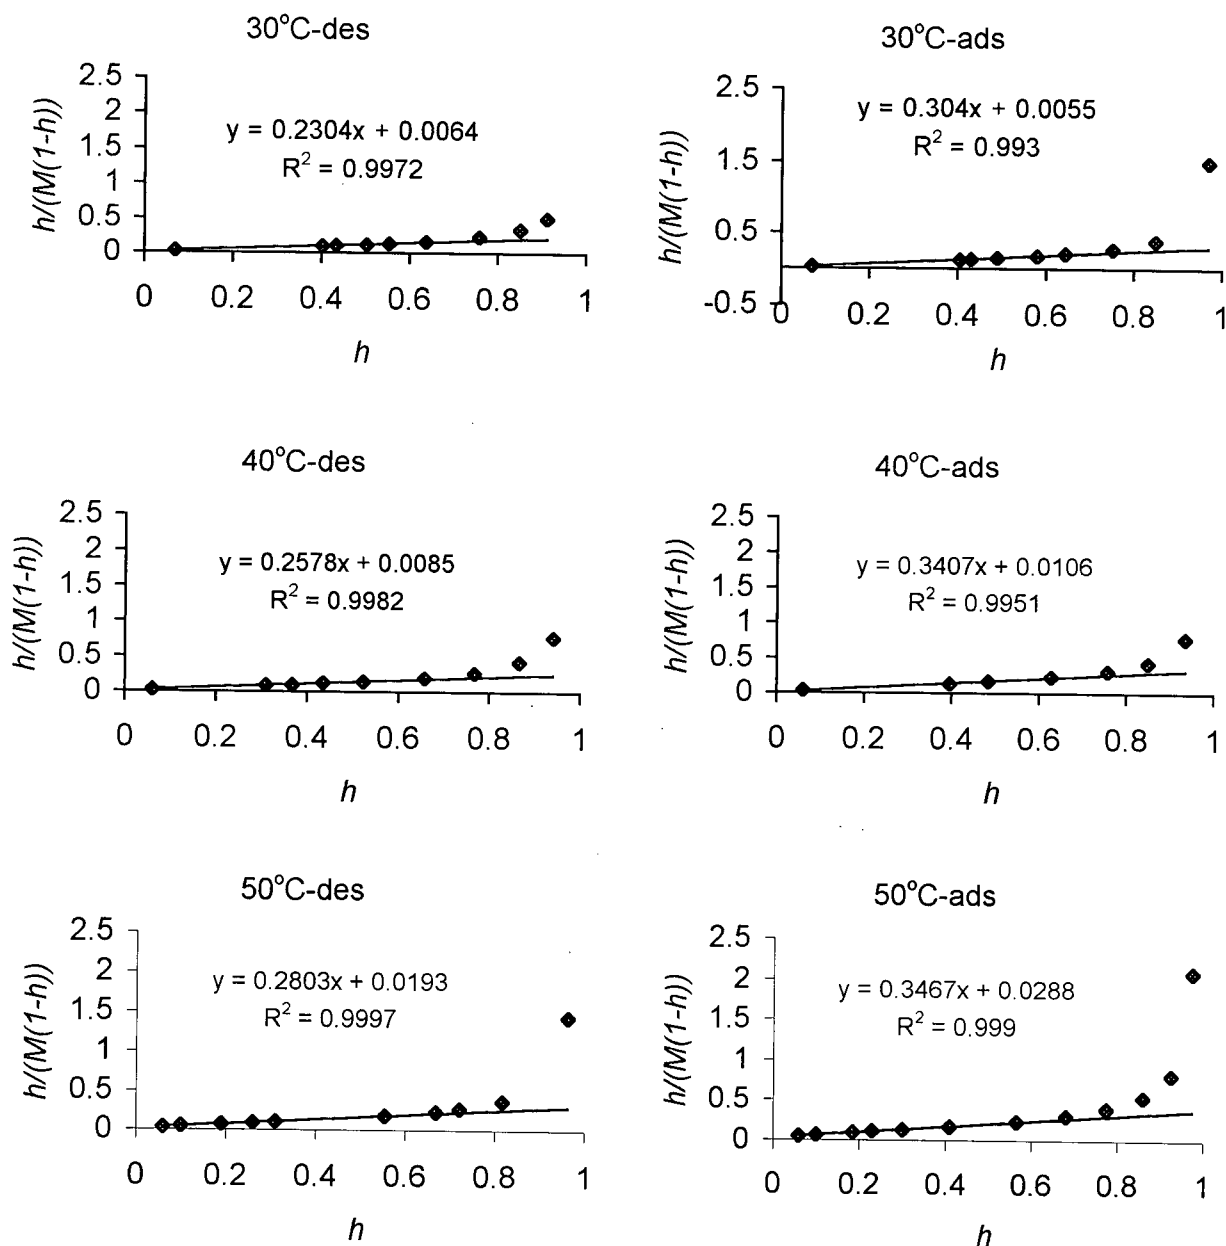 30°C-des
2.5
2
1.5
1
0.5
0
h/(M(1-h))
y = 0.2304x + 0.0064
R² = 0.9972
0 0.2 0.4 0.6 0.8 1
h
30°C-ads
2.5
1.5
0.5
-0.5
h/(M(1-h))
y = 0.304x + 0.0055
R² = 0.993
0 0.2 0.4 0.6 0.8 1
h
40°C-des
2.5
2
1.5
1
0.5
0
h/(M(1-h))
y = 0.2578x + 0.0085
R² = 0.9982
0 0.2 0.4 0.6 0.8 1
h
40°C-ads
2.5
2
1.5
1
0.5
0
h/(M(1-h))
y = 0.3407x + 0.0106
R² = 0.9951
0 0.2 0.4 0.6 0.8 1
h
50°C-des
2.5
2
1.5
1
0.5
0
h/(M(1-h))
y = 0.2803x + 0.0193
R² = 0.9997
0 0.2 0.4 0.6 0.8 1
h
50°C-ads
2.5
2
1.5
1
0.5
0
h/(M(1-h))
y = 0.3467x + 0.0288
R² = 0.999
0 0.2 0.4 0.6 0.8 1
h